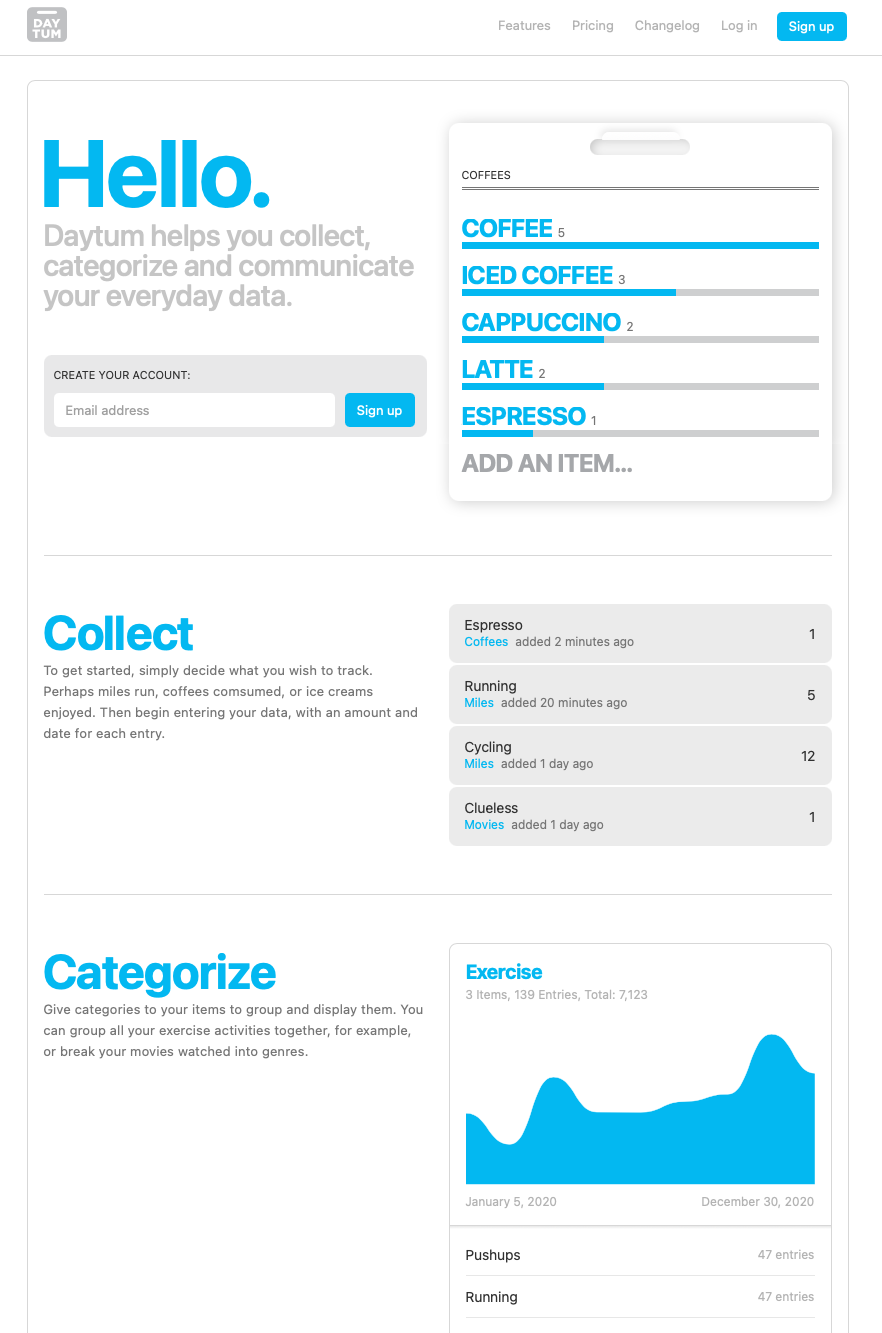 DAY
TUM
Features Pricing Changelog Log in Sign up
Hello.
Daytum helps you collect,
categorize and communicate
your everyday data.
CREATE YOUR ACCOUNT:
Email address Sign up
COFFEES
COFFEE 5
ICED COFFEE 3
CAPPUCCINO 2
LATTE 2
ESPRESSO 1
ADD AN ITEM...
Collect
To get started, simply decide what you wish to track.
Perhaps miles run, coffees comsumed, or ice creams
enjoyed. Then begin entering your data, with an amount and
date for each entry.
Espresso
Coffees added 2 minutes ago
1
Running
Miles added 20 minutes ago
5
Cycling
Miles added 1 day ago
12
Clueless
Movies added 1 day ago
1
Categorize
Give categories to your items to group and display them. You
can group all your exercise activities together, for example,
or break your movies watched into genres.
Exercise
3 Items, 139 Entries, Total: 7,123
January 5, 2020 December 30, 2020
Pushups 47 entries
Running 47 entries